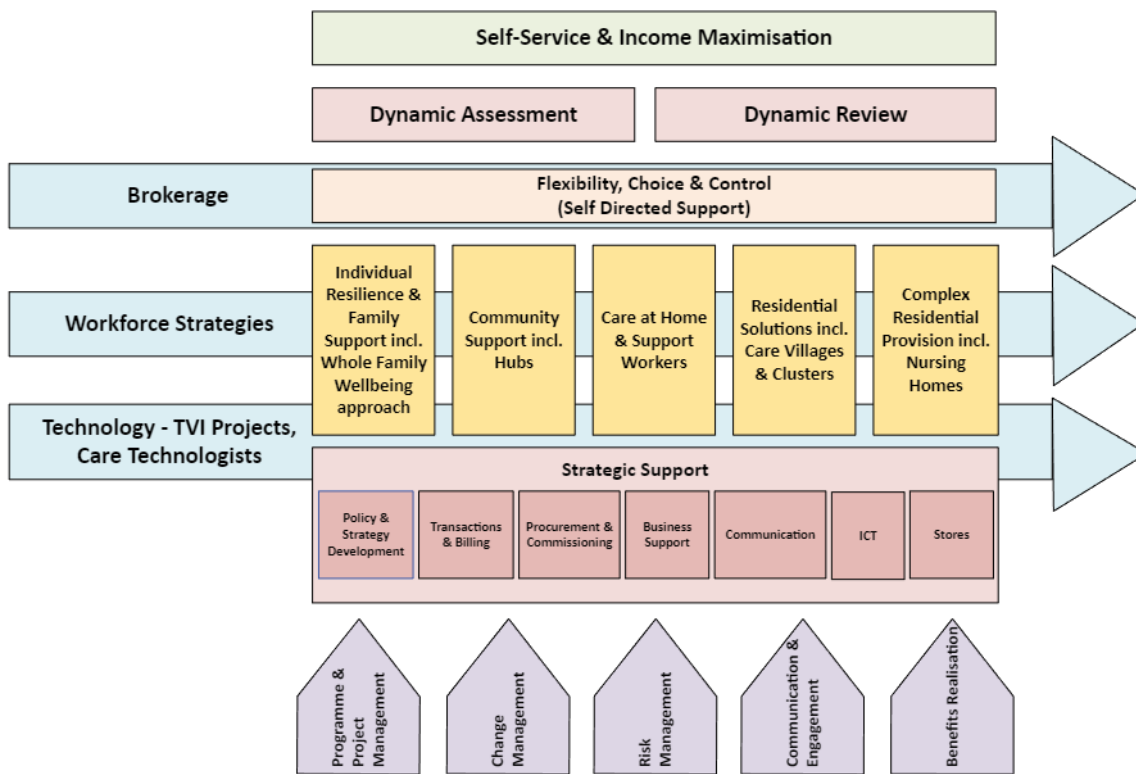 Self-Service & Income Maximisation
Dynamic Assessment
Dynamic Review
Brokerage
Flexibility, Choice & Control
(Self Directed Support)
Workforce Strategies
Individual
Resilience &
Family
Support incl.
Whole Family
Wellbeing
approach
Community
Support incl.
Hubs
Care at Home
& Support
Workers
Residential
Solutions incl.
Care Villages
& Clusters
Complex
Residential
Provision incl.
Nursing
Homes
Technology - TVI Projects,
Care Technologists
Strategic Support
Policy &
Strategy
Development
Transactions
& Billing
Procurement &
Commissioning
Business
Support
Communication
ICT
Stores
Programme &
Project
Management
Change
Management
Risk
Management
Communication &
Engagement
Benefits Realisation